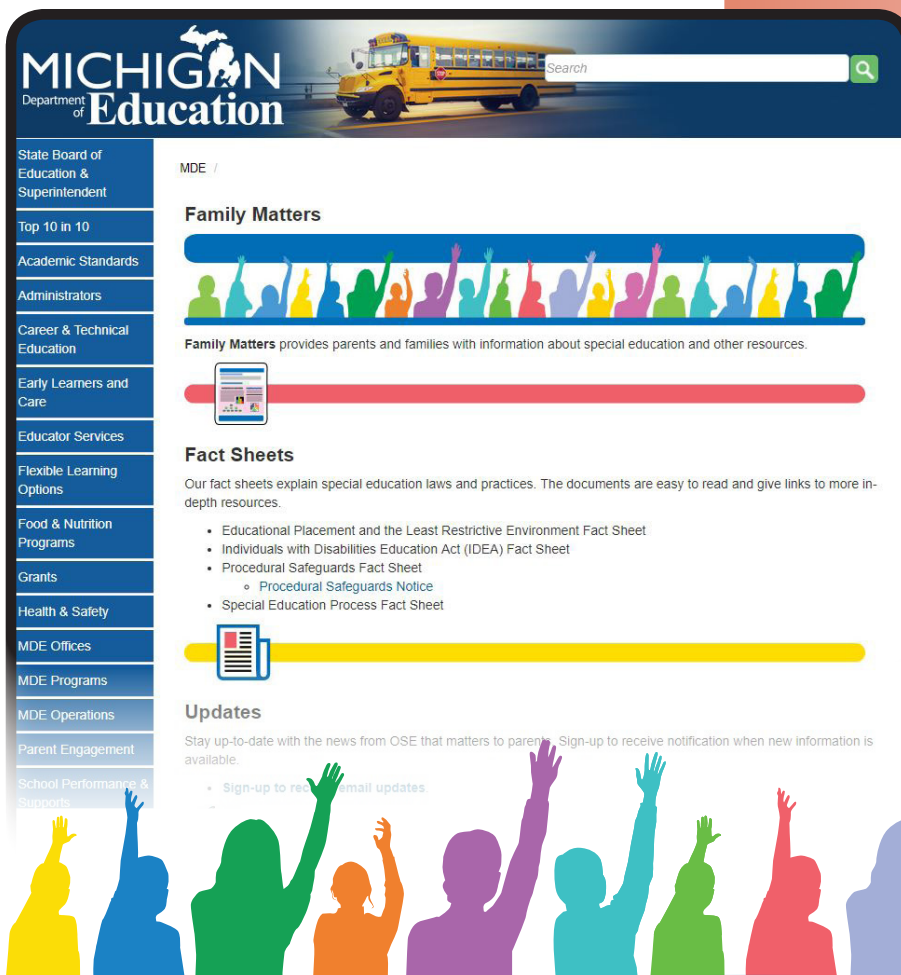 MICHIGAN
Department of Education
Search
State Board of
Education &
Superintendent
Top 10 in 10
Academic Standards
Administrators
Career & Technical
Education
Early Learners and
Care
Educator Services
Flexible Learning
Options
Food & Nutrition
Programs
Grants
Health & Safety
MDE Offices
MDE Programs
MDE Operations
Parent Engagement
School Performance &
Supports
MDE /
Family Matters
Family Matters provides parents and families with information about special education and other resources.
Fact Sheets
Our fact sheets explain special education laws and practices. The documents are easy to read and give links to more in-
depth resources.
• Educational Placement and the Least Restrictive Environment Fact Sheet
• Individuals with Disabilities Education Act (IDEA) Fact Sheet
• Procedural Safeguards Fact Sheet
◦ Procedural Safeguards Notice
• Special Education Process Fact Sheet
Updates
Stay up-to-date with the news from OSE that matters to parents. Sign-up to receive notification when new information is
available.
• Sign-up to receive email updates